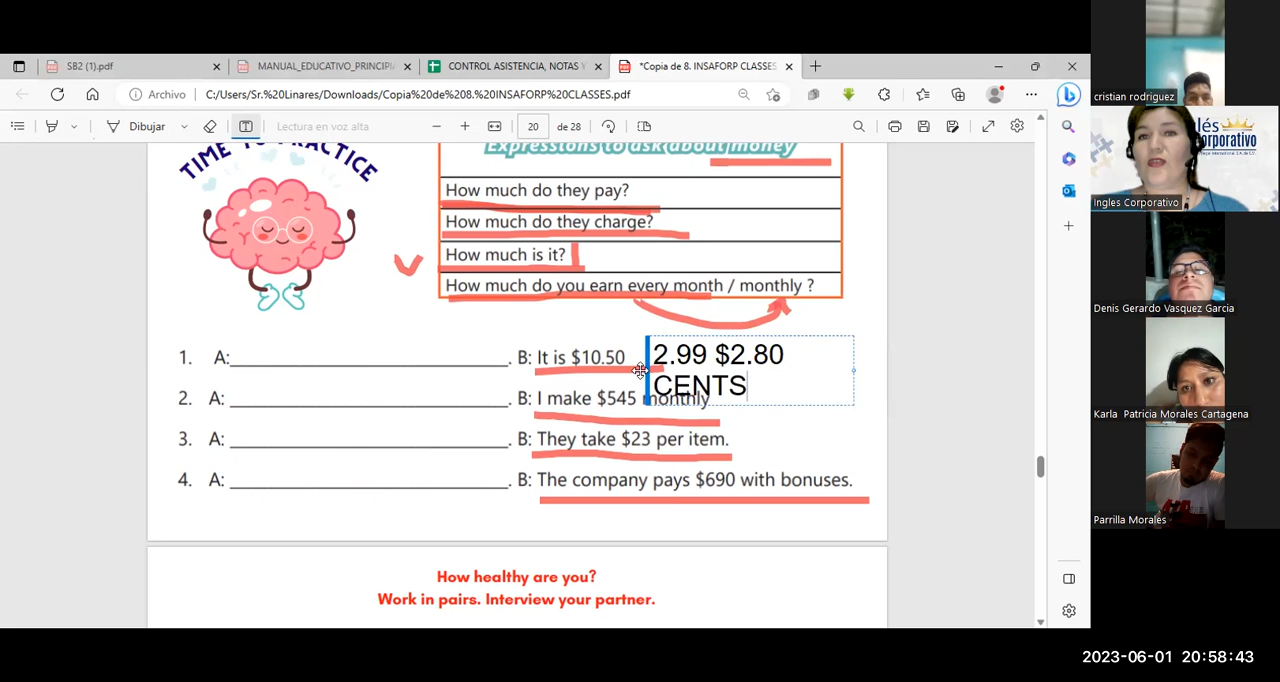 SB2 (1).pdf
MANUAL_EDUCATIVO_PRINCIPI
CONTROL ASISTENCIA, NOTAS Y
*Copia de 8. INSAFORP CLASSES
Archivo
C:/Users/Sr.%20Linares/Downloads/Copia%20de%208.%20INSAFORP%20CLASSES.pdf
Dibujar
Lectura en voz alta
20
de 28
TIME TO PRACTICE
Expressions to ask about money
How much do they pay?
How much do they charge?
How much is it?
How much do you earn every month / monthly ?
1. A: . B: It is $10.50
2.99 $2.80
CENTS
2. A: . B: I make $545 monthly
3. A: . B: They take $23 per item.
4. A: . B: The company pays $690 with bonuses.
How healthy are you?
Work in pairs. Interview your partner.
cristian rodriguez
Ingles Corporativo
Denis Gerardo Vasquez Garcia
Karla Patricia Morales Cartagena
Parrilla Morales
2023-06-01 20:58:43